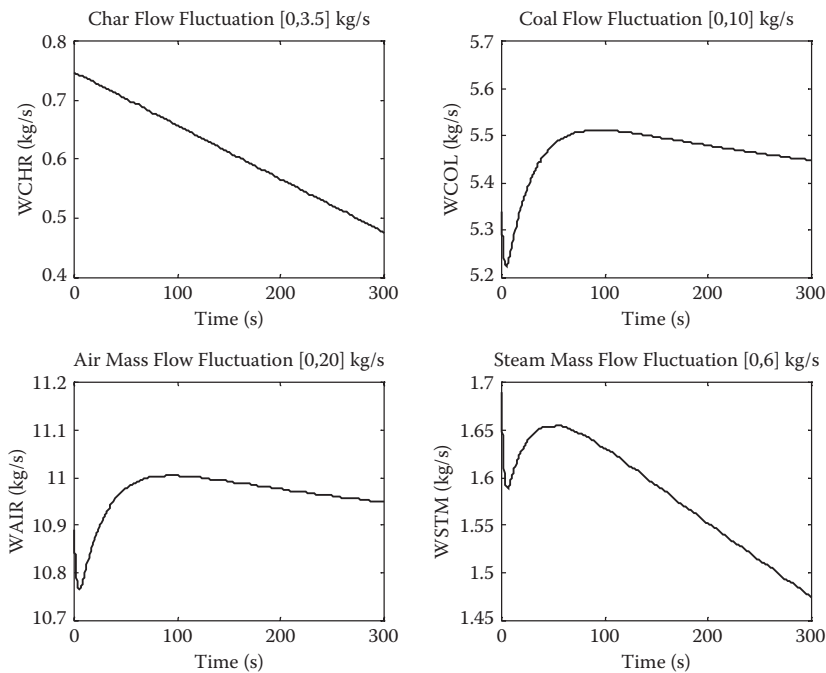 Char Flow Fluctuation [0,3.5] kg/s
0.8
0.7
0.6
0.5
0.4
WCHR (kg/s)
0 100 200 300
Time (s)
Coal Flow Fluctuation [0,10] kg/s
5.7
5.6
5.5
5.4
5.3
5.2
WCOL (kg/s)
0 100 200 300
Time (s)
Air Mass Flow Fluctuation [0,20] kg/s
11.2
11.1
11
10.9
10.8
10.7
WAIR (kg/s)
0 100 200 300
Time (s)
Steam Mass Flow Fluctuation [0,6] kg/s
1.7
1.65
1.6
1.55
1.5
1.45
WSTM (kg/s)
0 100 200 300
Time (s)